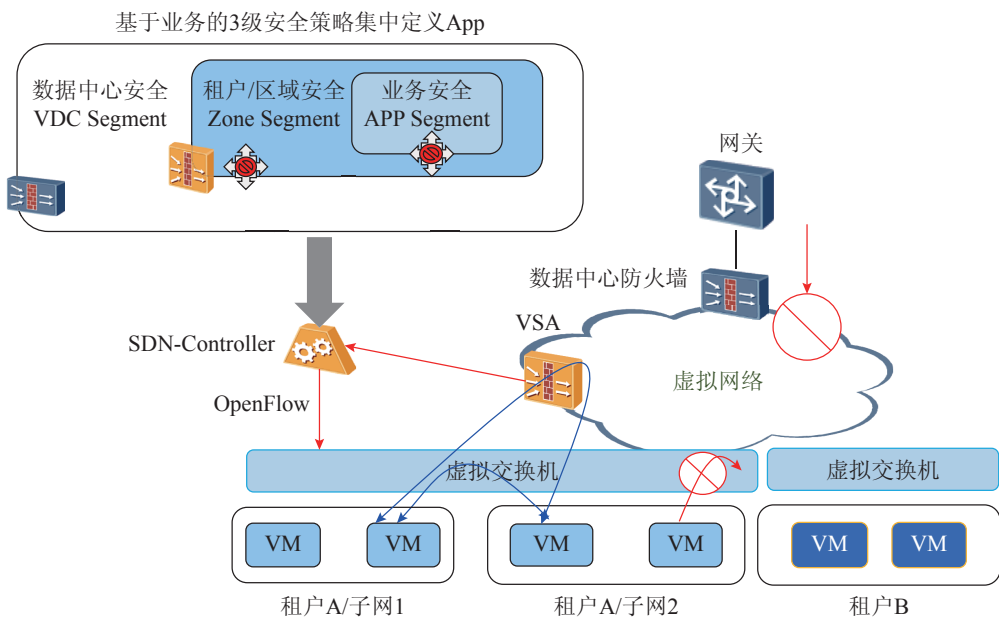 基于业务的3级安全策略集中定义App
数据中心安全
VDC Segment
租户/区域安全
Zone Segment
业务安全
APP Segment
网关
数据中心防火墙
VSA
SDN-Controller
虚拟网络
OpenFlow
虚拟交换机
虚拟交换机
VM
VM
VM
VM
VM
VM
租户A/子网1
租户A/子网2
租户B